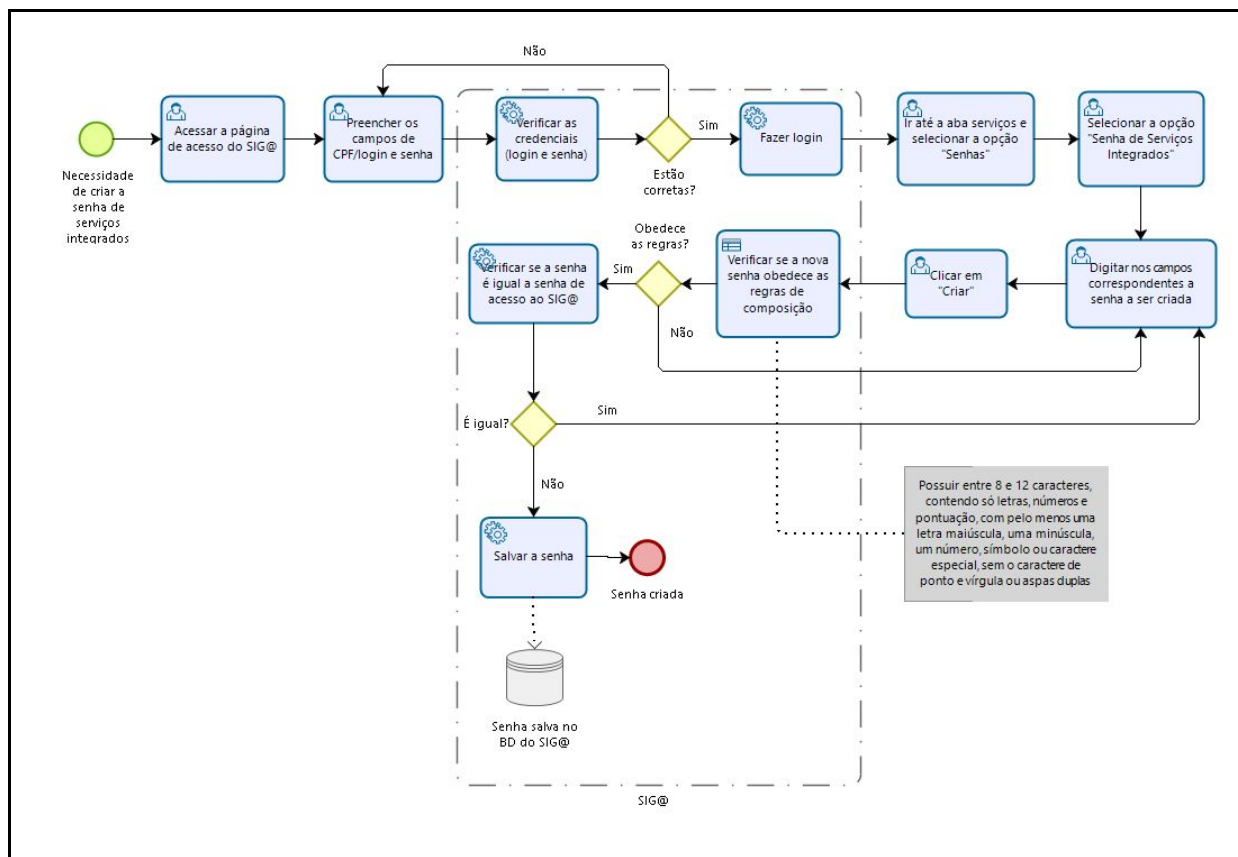 Não
Acessar a página
de acesso do SIG@
Preencher os
campos de
CPF/login e senha
Verificar as
credenciais
(login e senha)
Sim
Fazer login
Ir até a aba serviços e
selecionar a opção
"Senhas"
Selecionar a opção
"Senha de Serviços
Integrados"
Necessidade
de criar a
senha de
serviços
integrados
Estão
corretas?
Obedece
as regras?
Verificar se a senha
é igual a senha de
acesso ao SIG@
Sim
Verificar se a nova
senha obedece as
regras de
composição
Clicar em
"Criar"
Digitar nos campos
correspondentes a
senha a ser criada
Não
É igual?
Sim
Não
Possuir entre 8 e 12 caracteres,
contendo só letras, números e
pontuação, com pelo menos uma
letra maiúscula, uma minúscula,
um número, símbolo ou caractere
especial, sem o caractere de
ponto e vírgula ou aspas duplas
Salvar a senha
Senha criada
Senha salva no
BD do SIG@
SIG@